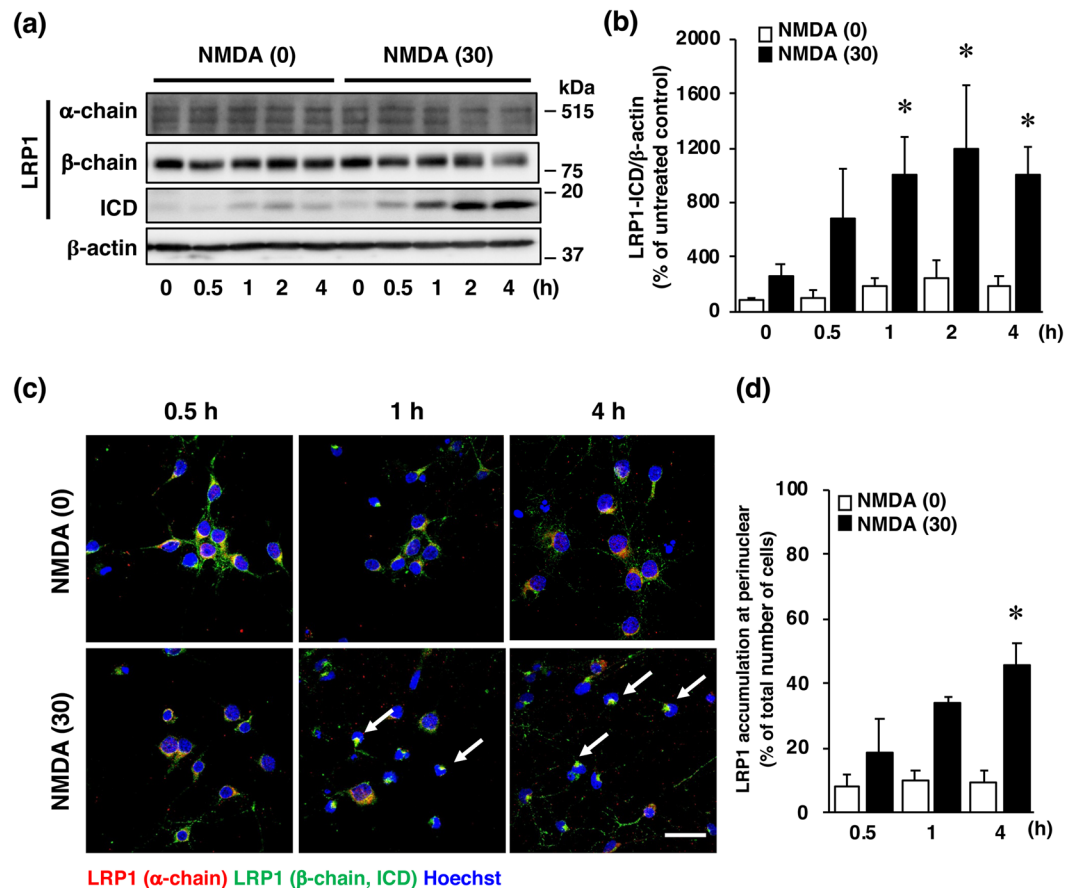 (a)
NMDA (0) NMDA (30)
kDa
LRP1
α-chain
515
β-chain
75
20
ICD
β-actin
37
0 0.5 1 2 4 0 0.5 1 2 4 (h)
(b)
NMDA (0)
NMDA (30)
LRP1-ICD/β-actin
(% of untreated control)
2000
1600
1200
800
400
0
* * *
0 0.5 1 2 4 (h)
(c)
0.5 h 1 h 4 h
NMDA (0)
NMDA (30)
LRP1 (α-chain) LRP1 (β-chain, ICD) Hoechst
(d)
NMDA (0)
NMDA (30)
LRP1 accumulation at perinuclear
(% of total number of cells)
100
80
60
40
20
0
*
0.5 1 4 (h)